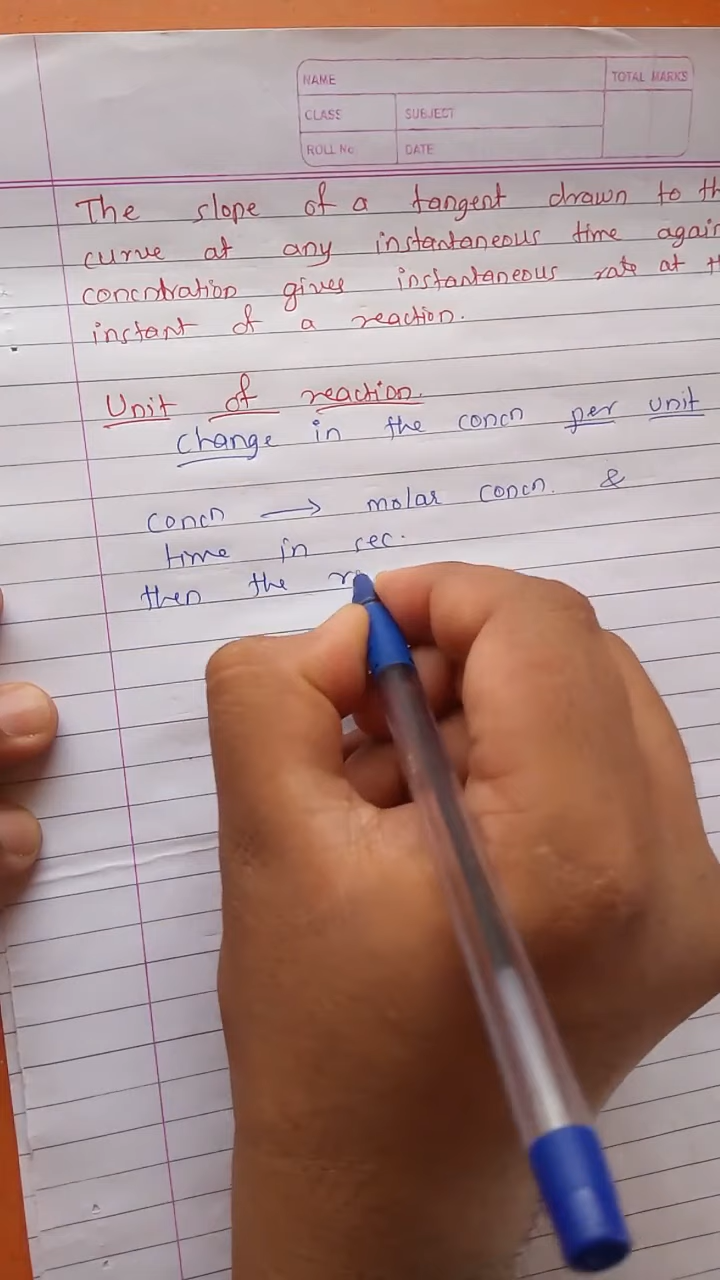 NAME
TOTAL MARKS
CLASS
SUBJECT
ROLL No
DATE
The slope of a tangent drawn to th
curve at any instantaneous time again
concntration gives instantaneous rate at th
instant of a reaction.
Unit of reaction.
change in the concn per unit
concn → molar concn. &
time in sec.
then the